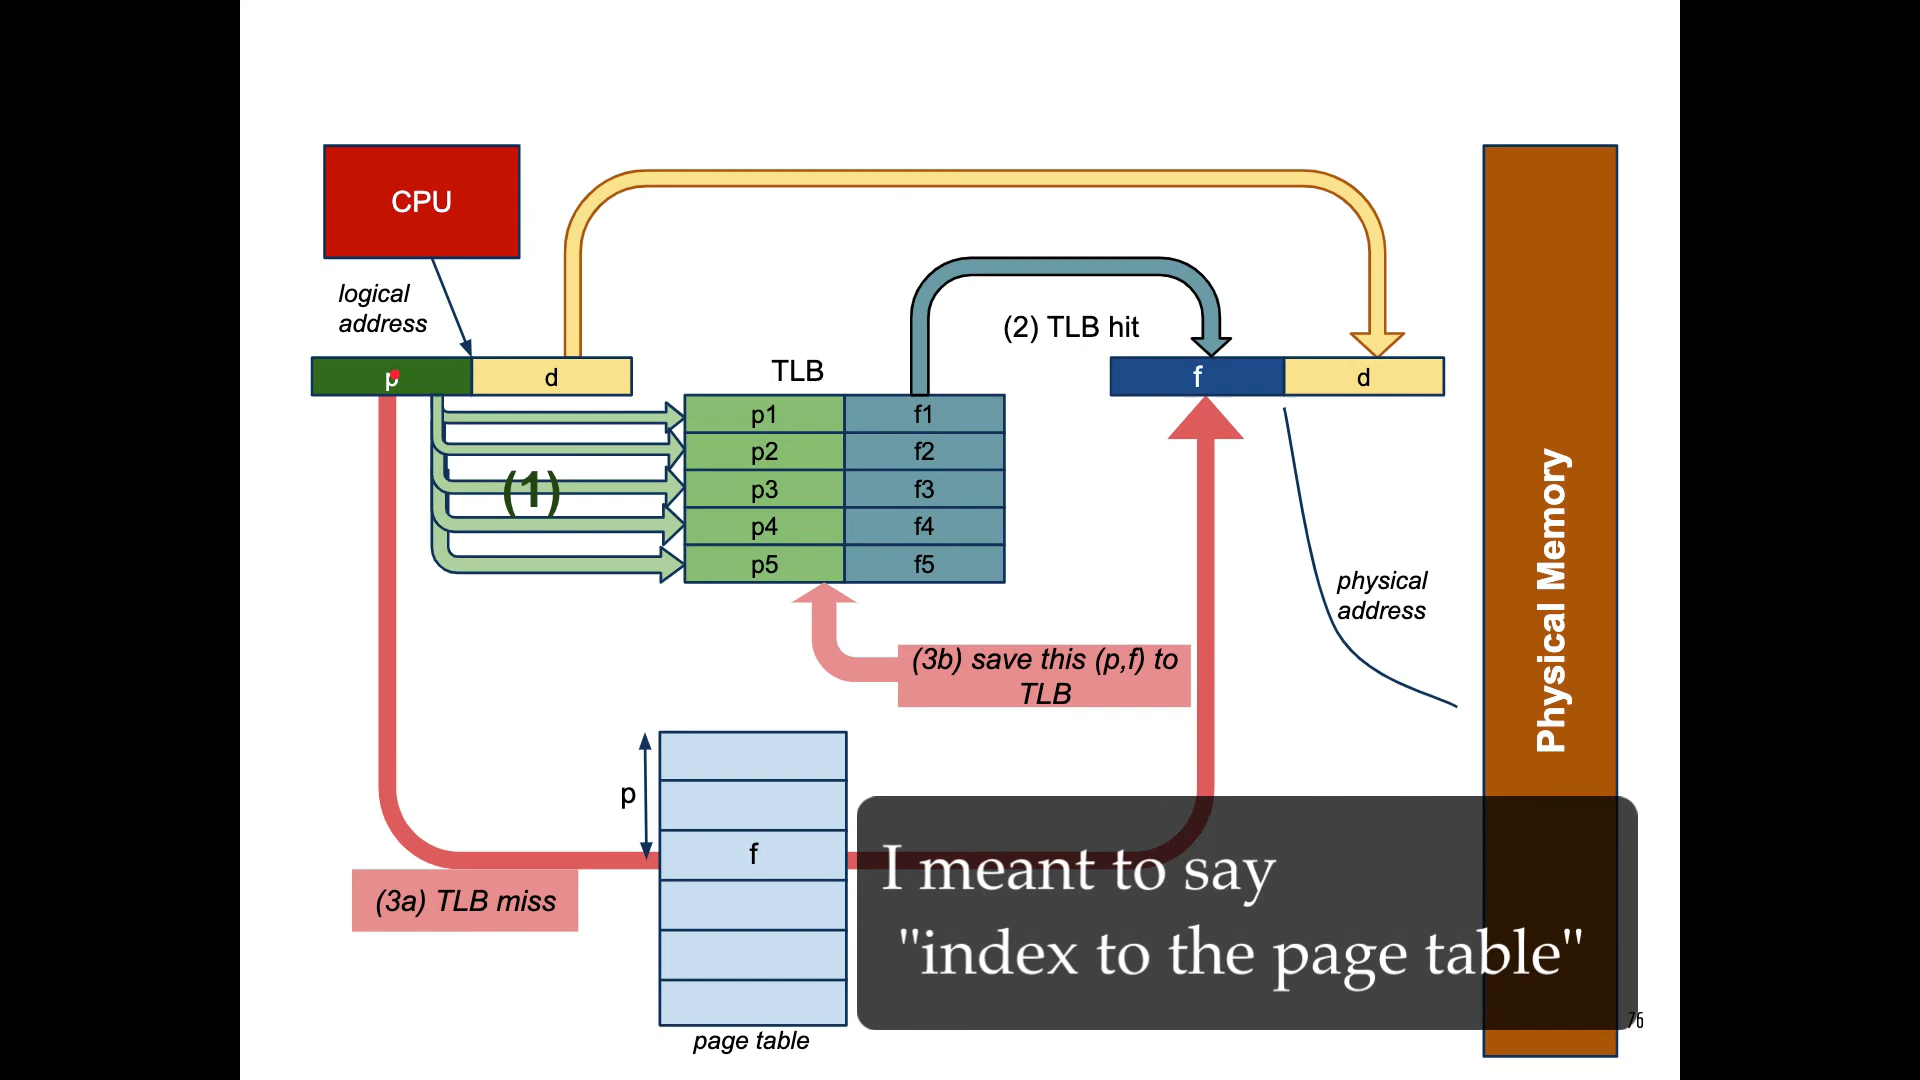 CPU
logical
address
p
d
TLB
(2) TLB hit
f
d
(1)
p1
f1
p2
f2
p3
f3
p4
f4
p5
f5
physical
address
Physical Memory
(3b) save this (p,f) to
TLB
p
f
(3a) TLB miss
I meant to say
"index to the page table"
page table
76